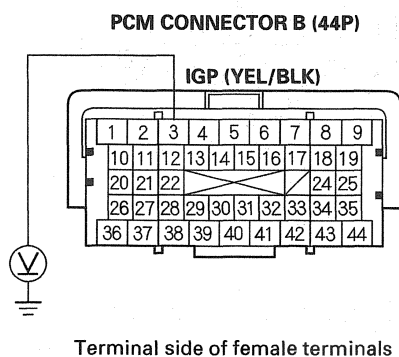 PCM CONNECTOR B (44P)
IGP (YEL/BLK)
1 2 3 4 5 6 7 8 9
10 11 12 13 14 15 16 17 18 19
20 21 22 24 25
26 27 28 29 30 31 32 33 34 35
36 37 38 39 40 41 42 43 44
V
Terminal side of female terminals